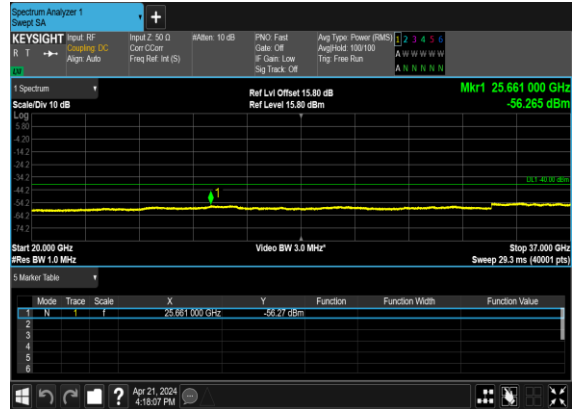 Spectrum Analyzer 1
Swept SA
+
KEYSIGHT
R T
Input: RF
Coupling: DC
Align: Auto
Input Z: 50 Ω
Corr CCorr
Freq Ref: Int (S)
#Atten: 10 dB
PNO: Fast
Gate: Off
IF Gain: Low
Sig Track: Off
Avg Type: Power (RMS)
Avg|Hold: 100/100
Trig: Free Run
1 2 3 4 5 6
A W W W W W
A N N N N N
1 Spectrum
Scale/Div 10 dB
Ref Lvl Offset 15.80 dB
Ref Level 15.80 dBm
Mkr1 25.661 000 GHz
-56.265 dBm
Log
5.80
-4.20
-14.2
-24.2
-34.2
-44.2
-54.2
-64.2
-74.2
DL1 -40.00 dBm
1
Start 20.000 GHz
#Res BW 1.0 MHz
Video BW 3.0 MHz*
Stop 37.000 GHz
Sweep 29.3 ms (40001 pts)
5 Marker Table
Mode Trace Scale X Y Function Function Width Function Value
1 N 1 f 25.661 000 GHz -56.27 dBm
2
3
4
5
6
?
Apr 21, 2024
4:18:07 PM